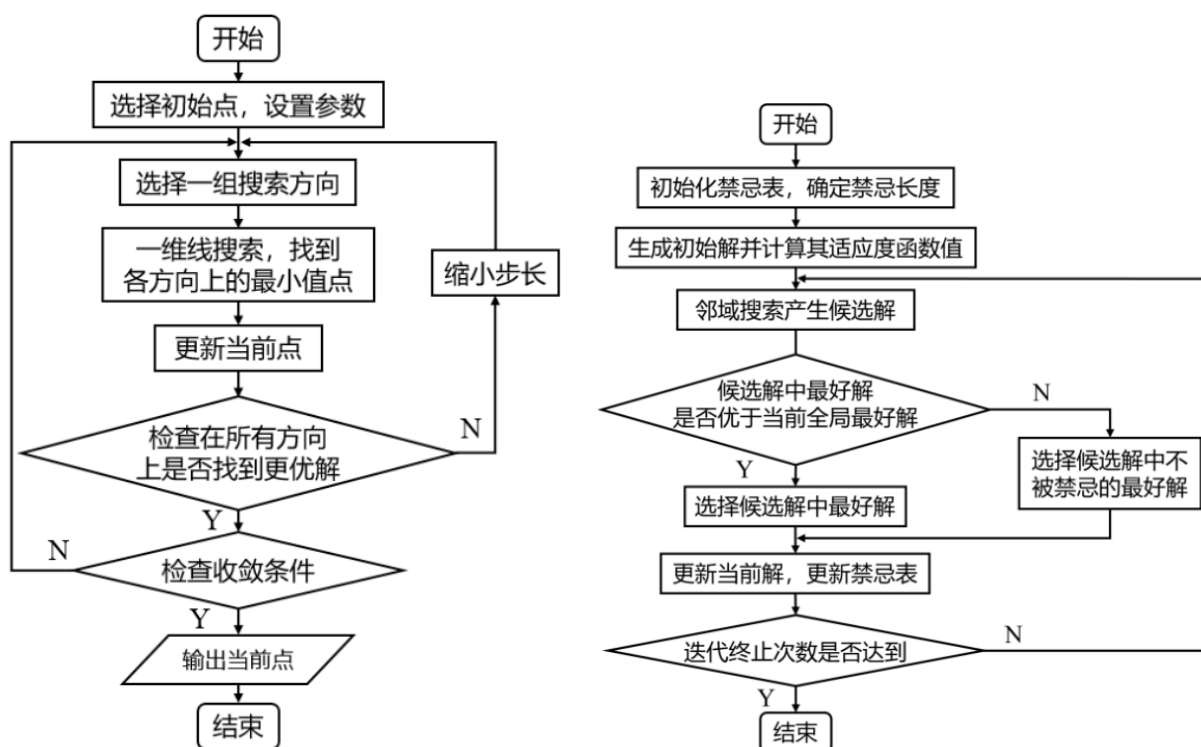 开始
选择初始点，设置参数
选择一组搜索方向
一维线搜索，找到
各方向上的最小值点
缩小步长
更新当前点
检查在所有方向
上是否找到更优解
N
Y
检查收敛条件
N
Y
输出当前点
结束
开始
初始化禁忌表，确定禁忌长度
生成初始解并计算其适应度函数值
邻域搜索产生候选解
候选解中最好解
是否优于当前全局最好解
N
Y
选择候选解中不
被禁忌的最好解
选择候选解中最好解
更新当前解，更新禁忌表
迭代终止次数是否达到
N
Y
结束